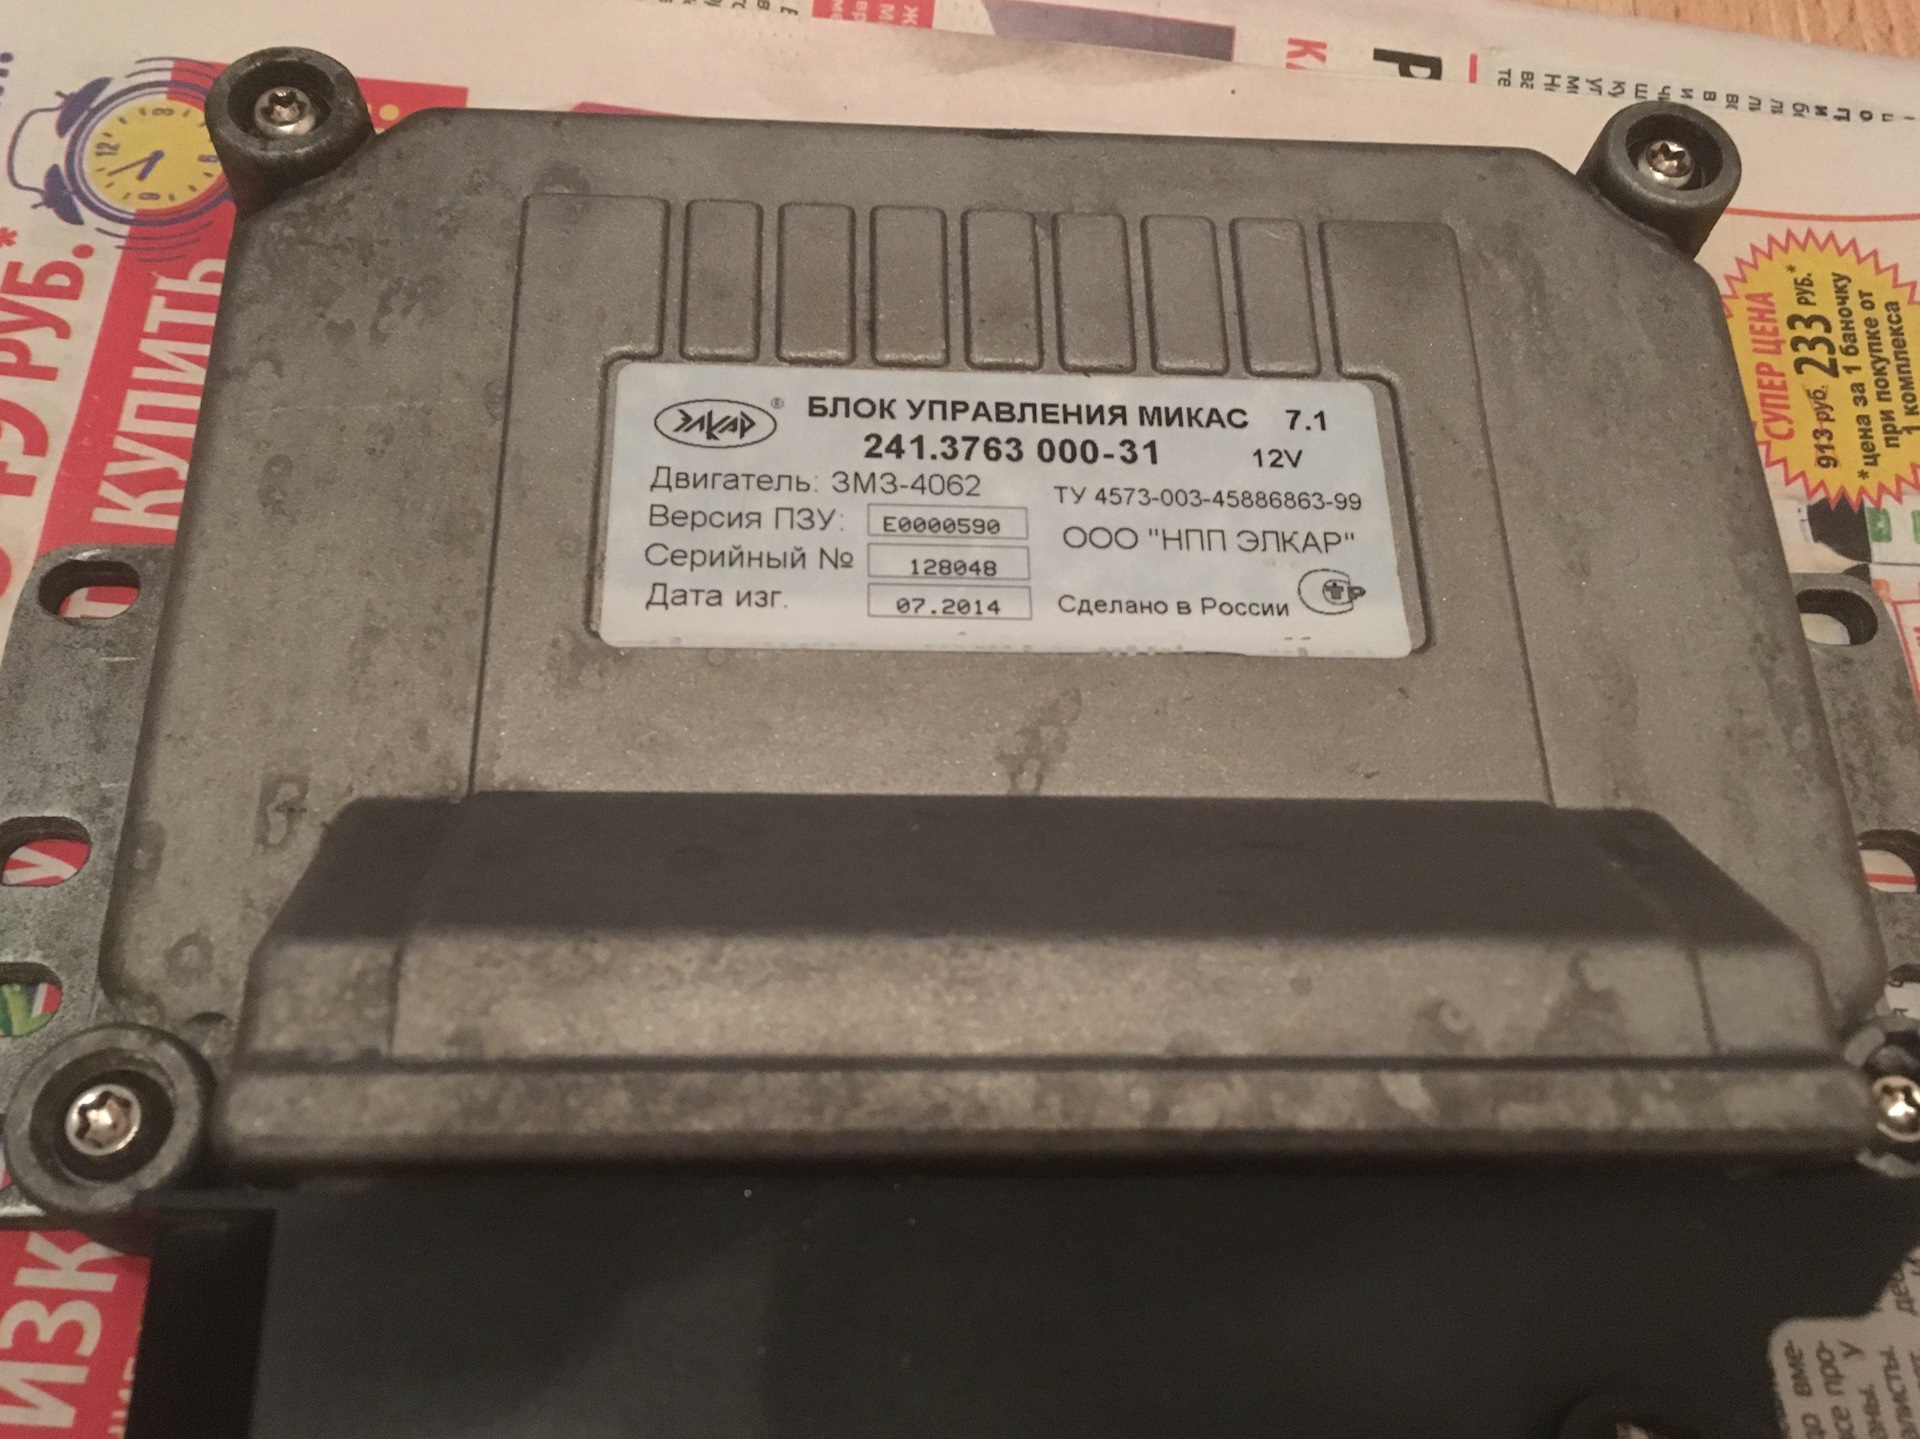 ЭЛКАР®
БЛОК УПРАВЛЕНИЯ МИКАС 7.1
241.3763 000-31 12V
Двигатель: ЗМЗ-4062
ТУ 4573-003-45886863-99
Версия ПЗУ: E0000590
ООО "НПП ЭЛКАР"
Серийный № 128048
Дата изг. 07.2014
Сделано в России
РУБ.*
КУПИТЬ
ИЗК
СУПЕР ЦЕНА
913 руб. 233 РУБ.*
*цена за 1 баночку
при покупке от
1 комплекса